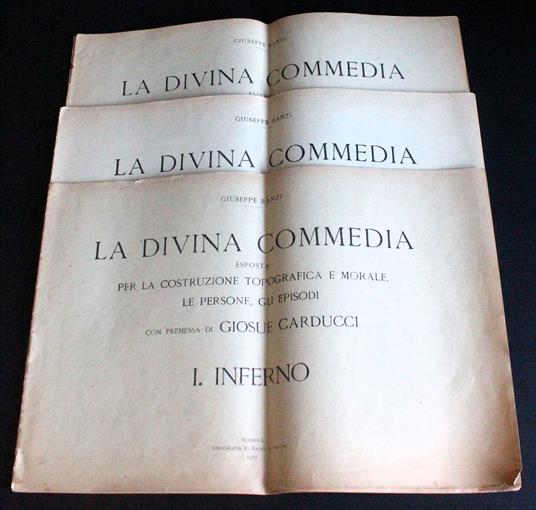 GIUSEPPE RANZI
LA DIVINA COMMEDIA
GIUSEPPE RANZI
LA DIVINA COMMEDIA
GIUSEPPE RANZI
LA DIVINA COMMEDIA
ESPOSTA
PER LA COSTRUZIONE TOPOGRAFICA E MORALE,
LE PERSONE, GLI EPISODI
CON PREMESSA DI GIOSUE CARDUCCI
I. INFERNO
MODENA
TIPOGRAFIA E.